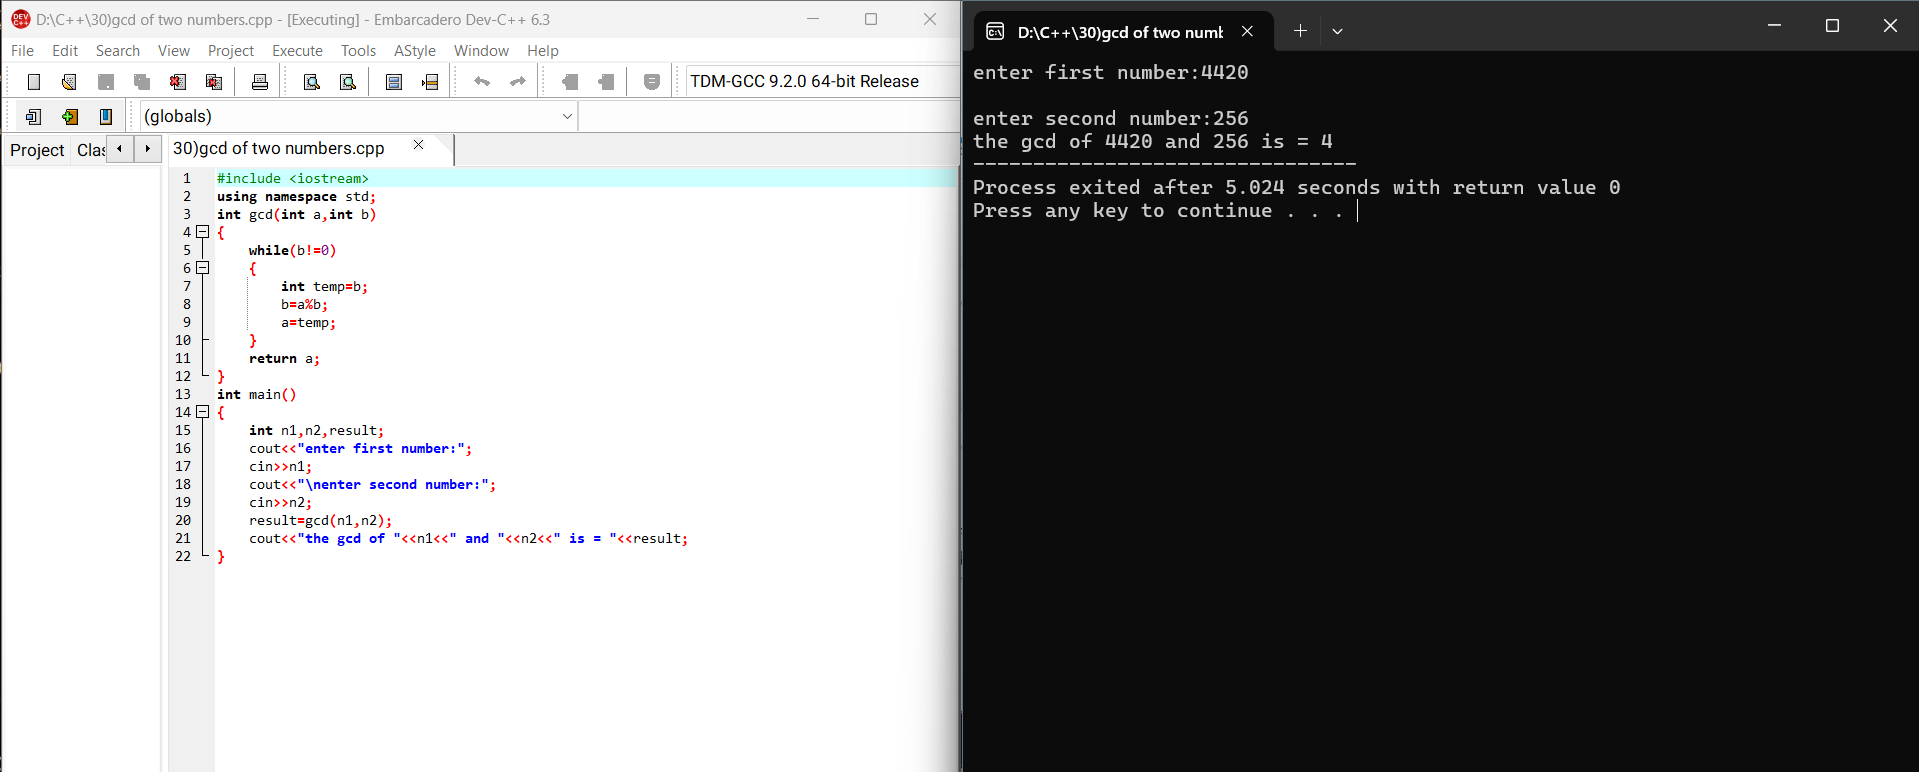 D:\C++\30)gcd of two numbers.cpp - [Executing] - Embarcadero Dev-C++ 6.3
File Edit Search View Project Execute Tools AStyle Window Help
TDM-GCC 9.2.0 64-bit Release
(globals)
Project Clas
30)gcd of two numbers.cpp
1 #include <iostream>
2 using namespace std;
3 int gcd(int a,int b)
4 {
5 while(b!=0)
6 {
7 int temp=b;
8 b=a%b;
9 a=temp;
10 }
11 return a;
12 }
13 int main()
14 {
15 int n1,n2,result;
16 cout<<"enter first number:";
17 cin>>n1;
18 cout<<"\nenter second number:";
19 cin>>n2;
20 result=gcd(n1,n2);
21 cout<<"the gcd of "<<n1<<" and "<<n2<<" is = "<<result;
22 }
D:\C++\30)gcd of two numb
enter first number:4420
enter second number:256
the gcd of 4420 and 256 is = 4
--------------------------------
Process exited after 5.024 seconds with return value 0
Press any key to continue . . .